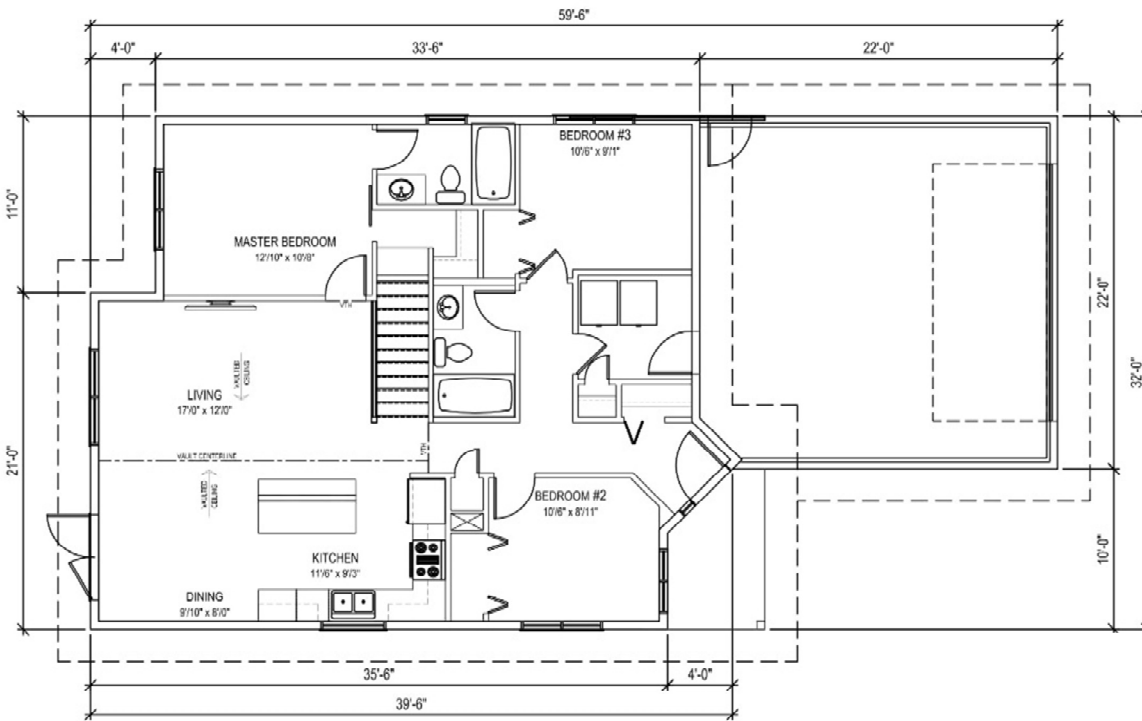 59'-6"
4'-0"
33'-6"
22'-0"
BEDROOM #3
10'/6" x 9'/1"
11'-0"
MASTER BEDROOM
12'/10" x 10'/8"
22'-0"
VTH
32'-0"
VAULTED
CEILING
LIVING
17'/0" x 12'/0"
21'-0"
VTH
VAULT CENTERLINE
VAULTED
CEILING
BEDROOM #2
10'/6" x 8'/11"
10'-0"
KITCHEN
11'/6" x 9'/3"
DINING
9'/10" x 8'/0"
35'-6"
4'-0"
39'-6"